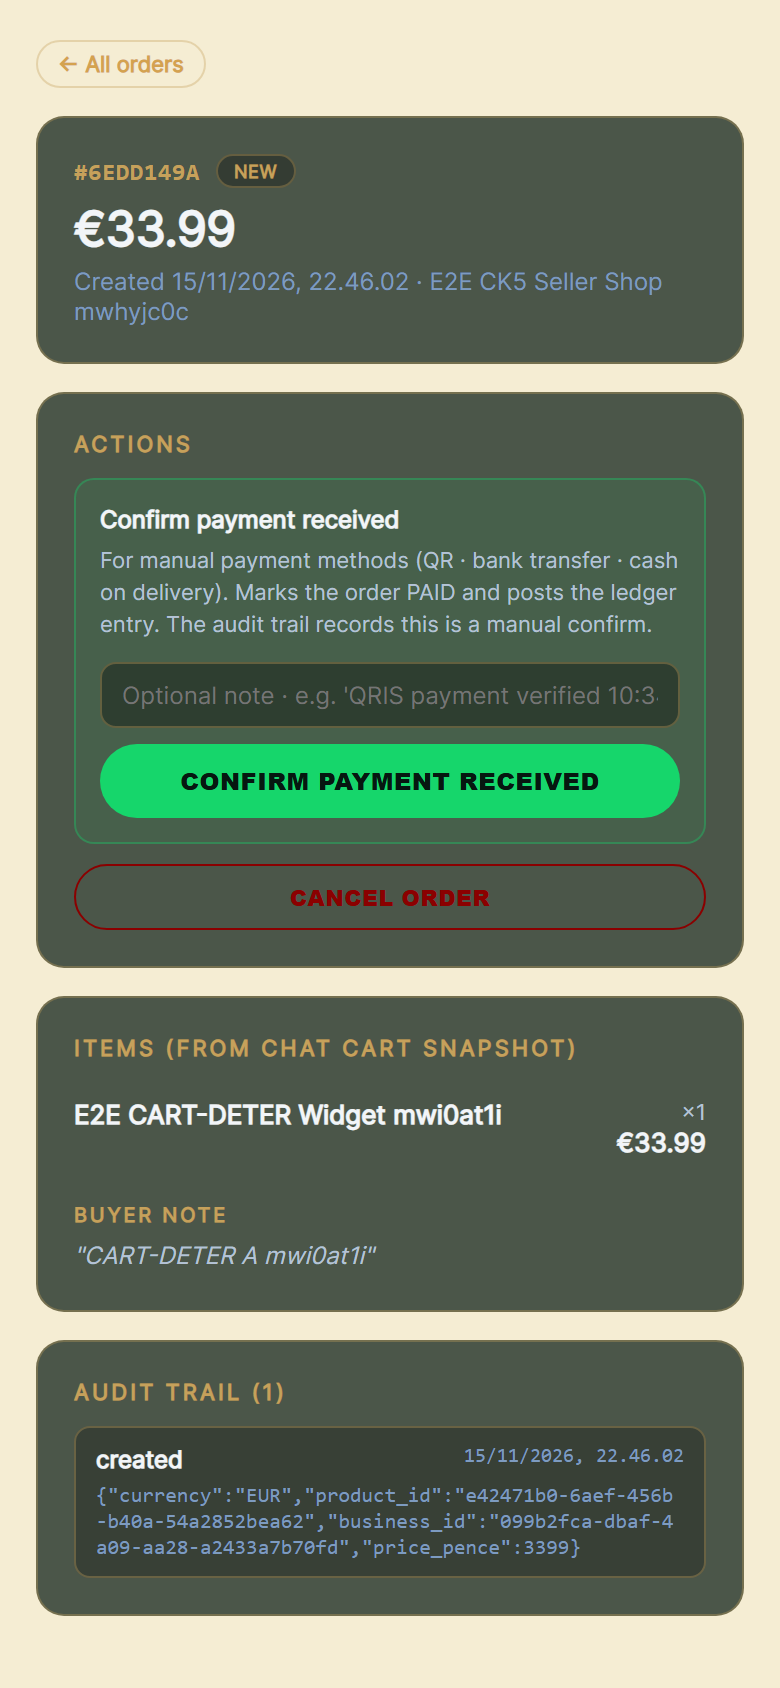 ← All orders
#6EDD149A NEW
€33.99
Created 15/11/2026, 22.46.02 · E2E CK5 Seller Shop
mwhyjc0c
ACTIONS
Confirm payment received
For manual payment methods (QR · bank transfer · cash
on delivery). Marks the order PAID and posts the ledger
entry. The audit trail records this is a manual confirm.
Optional note · e.g. 'QRIS payment verified 10:3
CONFIRM PAYMENT RECEIVED
CANCEL ORDER
ITEMS (FROM CHAT CART SNAPSHOT)
E2E CART-DETER Widget mwi0at1i
×1
€33.99
BUYER NOTE
"CART-DETER A mwi0at1i"
AUDIT TRAIL (1)
created 15/11/2026, 22.46.02
{"currency":"EUR","product_id":"e42471b0-6aef-456b
-b40a-54a2852bea62","business_id":"099b2fca-dbaf-4
a09-aa28-a2433a7b70fd","price_pence":3399}